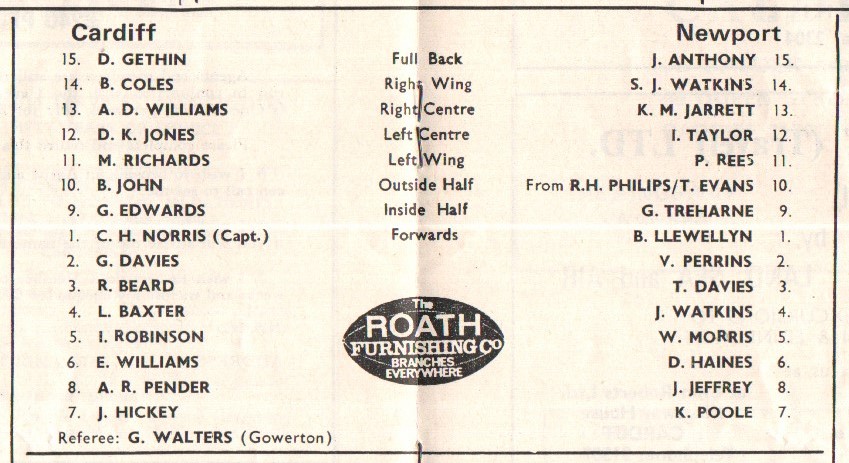 Cardiff Newport
15. D. GETHIN Full Back J. ANTHONY 15.
14. B. COLES Right Wing S. J. WATKINS 14.
13. A. D. WILLIAMS Right Centre K. M. JARRETT 13.
12. D. K. JONES Left Centre I. TAYLOR 12.
11. M. RICHARDS Left Wing P. REES 11.
10. B. JOHN Outside Half From R.H. PHILIPS/T. EVANS 10.
9. G. EDWARDS Inside Half G. TREHARNE 9.
1. C. H. NORRIS (Capt.) Forwards B. LLEWELLYN 1.
2. G. DAVIES V. PERRINS 2.
3. R. BEARD T. DAVIES 3.
4. L. BAXTER J. WATKINS 4.
5. I. ROBINSON W. MORRIS 5.
6. E. WILLIAMS D. HAINES 6.
8. A. R. PENDER J. JEFFREY 8.
7. J. HICKEY K. POOLE 7.
The
ROATH
FURNISHING Co
BRANCHES
EVERYWHERE
Referee: G. WALTERS (Gowerton)